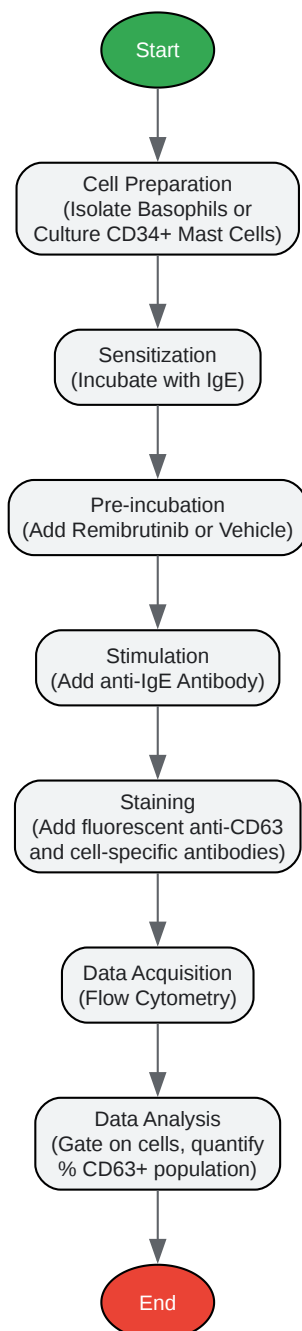 Start
Cell Preparation
(Isolate Basophils or
Culture CD34+ Mast Cells)
Sensitization
(Incubate with IgE)
Pre-incubation
(Add Remibrutinib or Vehicle)
Stimulation
(Add anti-IgE Antibody)
Staining
(Add fluorescent anti-CD63
and cell-specific antibodies)
Data Acquisition
(Flow Cytometry)
Data Analysis
(Gate on cells, quantify
% CD63+ population)
End